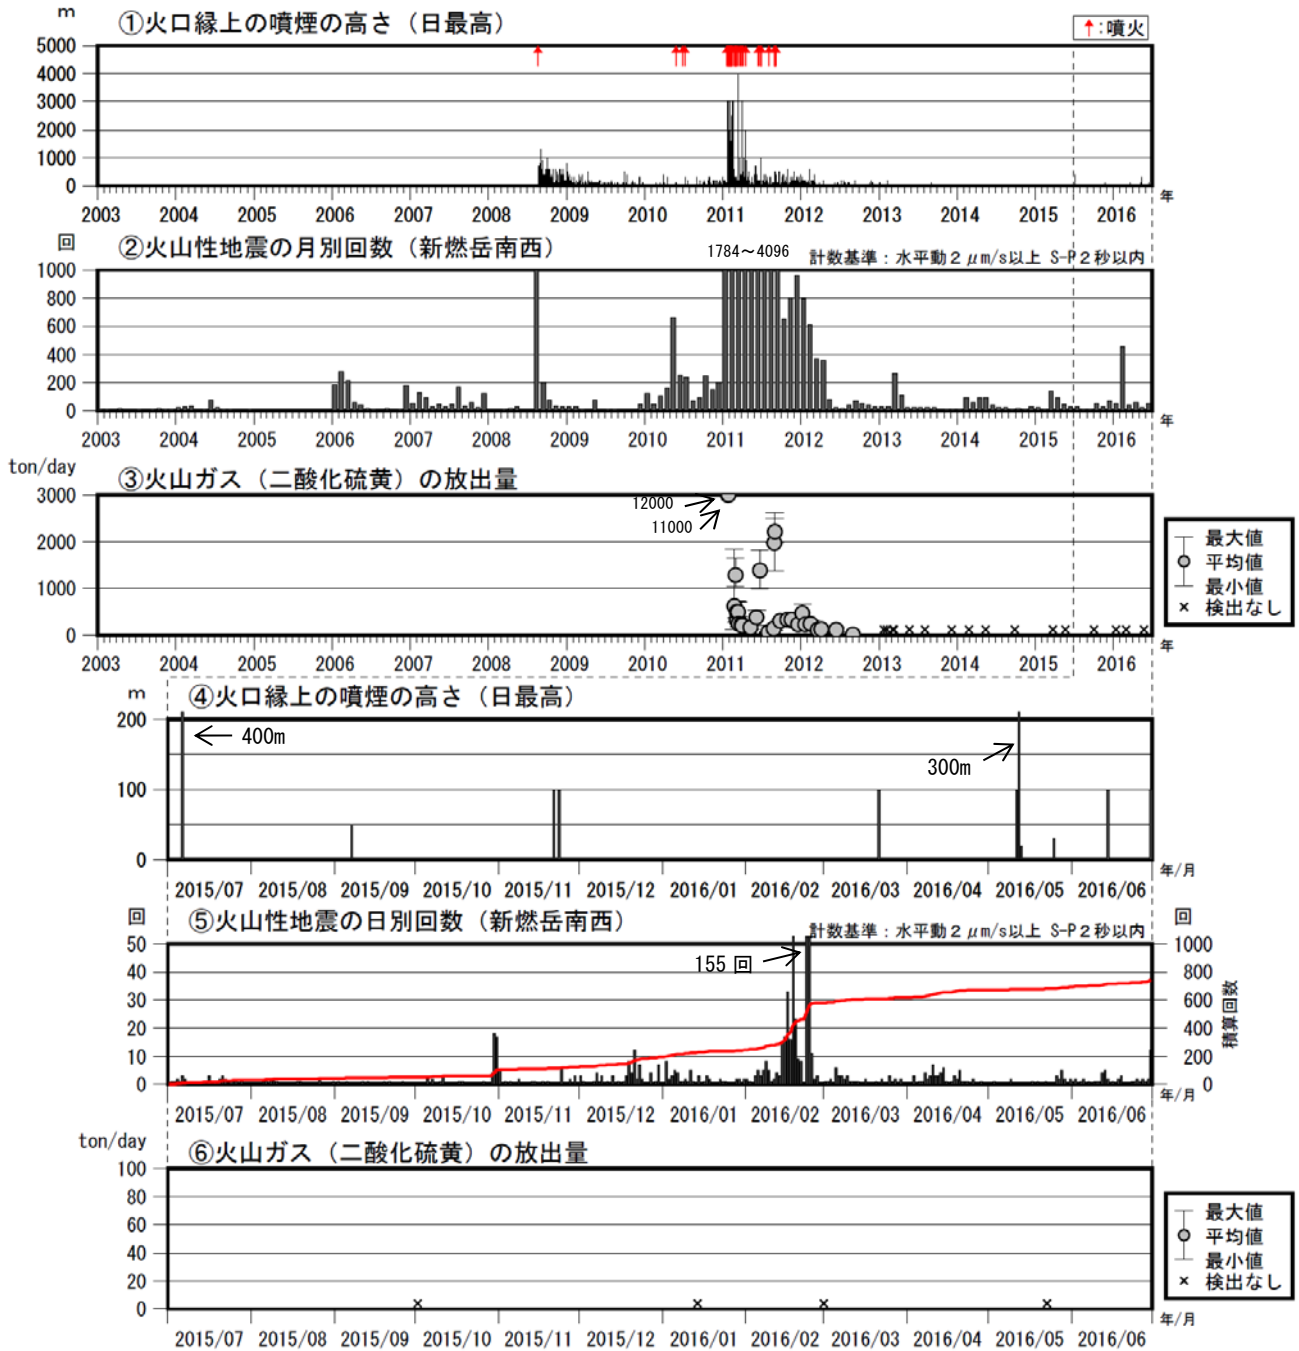 m
①火口縁上の噴煙の高さ（日最高）
↑:噴火
5000
4000
3000
2000
1000
0
2003 2004 2005 2006 2007 2008 2009 2010 2011 2012 2013 2014 2015 2016 年
回
②火山性地震の月別回数（新燃岳南西）
1784～4096
計数基準：水平動２μm/s以上 S-P２秒以内
1000
800
600
400
200
0
2003 2004 2005 2006 2007 2008 2009 2010 2011 2012 2013 2014 2015 2016 年
ton/day
③火山ガス（二酸化硫黄）の放出量
3000
2000
1000
0
12000
11000
最大値
平均値
最小値
× 検出なし
2003 2004 2005 2006 2007 2008 2009 2010 2011 2012 2013 2014 2015 2016 年
m
④火口縁上の噴煙の高さ（日最高）
200
100
0
400m
300m
2015/07 2015/08 2015/09 2015/10 2015/11 2015/12 2016/01 2016/02 2016/03 2016/04 2016/05 2016/06 年/月
回
⑤火山性地震の日別回数（新燃岳南西）
計数基準：水平動２μm/s以上 S-P２秒以内
回
50
40
30
20
10
0
155 回
1000
800
600
400
200
0
積算回数
2015/07 2015/08 2015/09 2015/10 2015/11 2015/12 2016/01 2016/02 2016/03 2016/04 2016/05 2016/06 年/月
ton/day
⑥火山ガス（二酸化硫黄）の放出量
100
80
60
40
20
0
最大値
平均値
最小値
× 検出なし
2015/07 2015/08 2015/09 2015/10 2015/11 2015/12 2016/01 2016/02 2016/03 2016/04 2016/05 2016/06 年/月